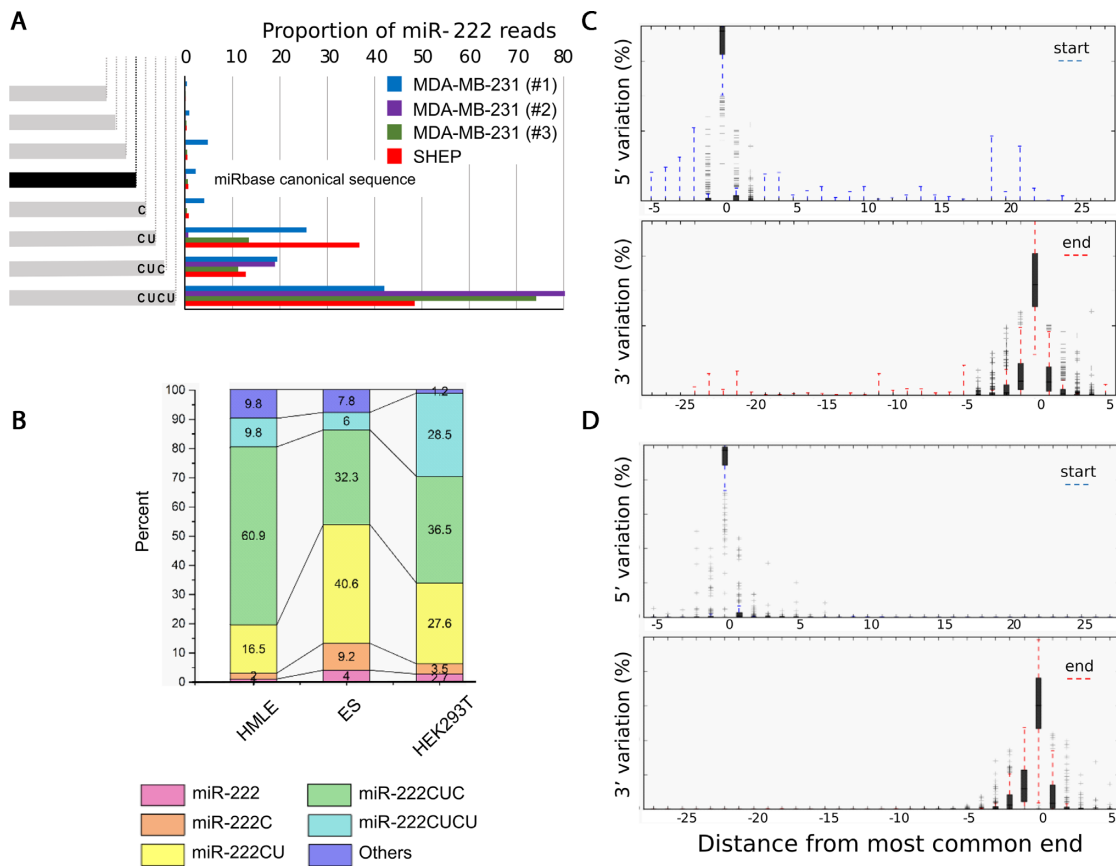 A
Proportion of miR-222 reads
0 10 20 30 40 50 60 70 80
MDA-MB-231 (#1)
MDA-MB-231 (#2)
MDA-MB-231 (#3)
SHEP
miRbase canonical sequence
C
CU
CUC
CUCU
B
Percent
100
90
80
70
60
50
40
30
20
10
0
9.8
9.8
60.9
16.5
2
7.8
6
32.3
40.6
9.2
4
1.2
28.5
36.5
27.6
3.5
2.7
HMLE
ES
HEK293T
miR-222
miR-222C
miR-222CU
miR-222CUC
miR-222CUCU
Others
C
5' variation (%)
start
-5 0 5 10 15 20 25
3' variation (%)
end
-25 -20 -15 -10 -5 0 5
D
5' variation (%)
start
-5 0 5 10 15 20 25
3' variation (%)
end
-25 -20 -15 -10 -5 0 5
Distance from most common end